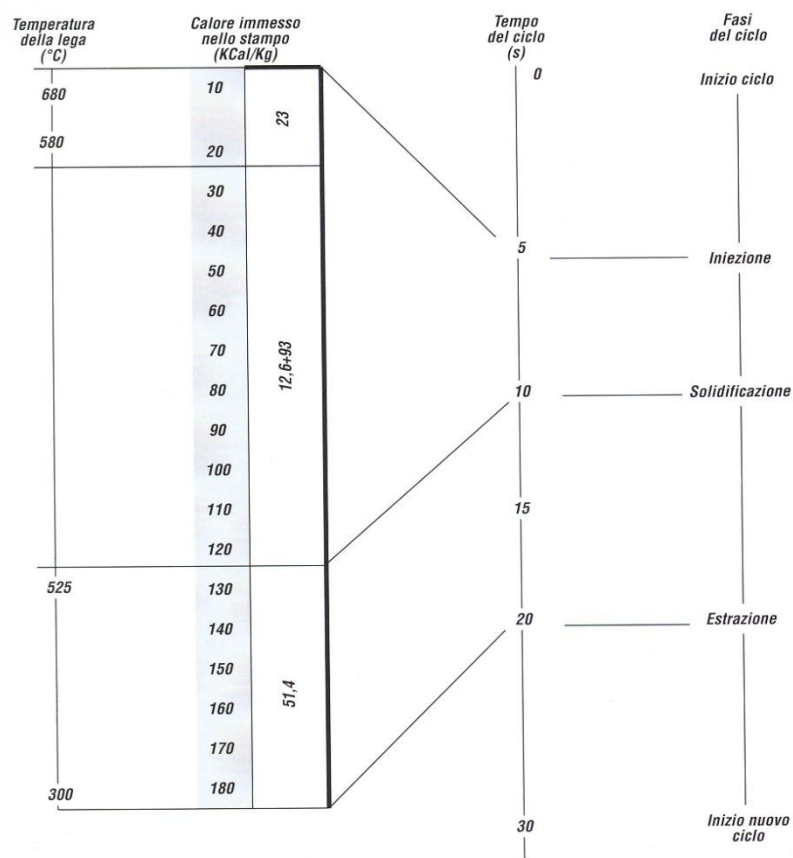 Temperatura
della lega
(°C)
Calore immesso
nello stampo
(KCal/Kg)
Tempo
del ciclo
(s)
Fasi
del ciclo
680
580
525
300
10
20
30
40
50
60
70
80
90
100
110
120
130
140
150
160
170
180
23
12,6+93
51,4
0
5
10
15
20
30
Inizio ciclo
Iniezione
Solidificazione
Estrazione
Inizio nuovo
ciclo